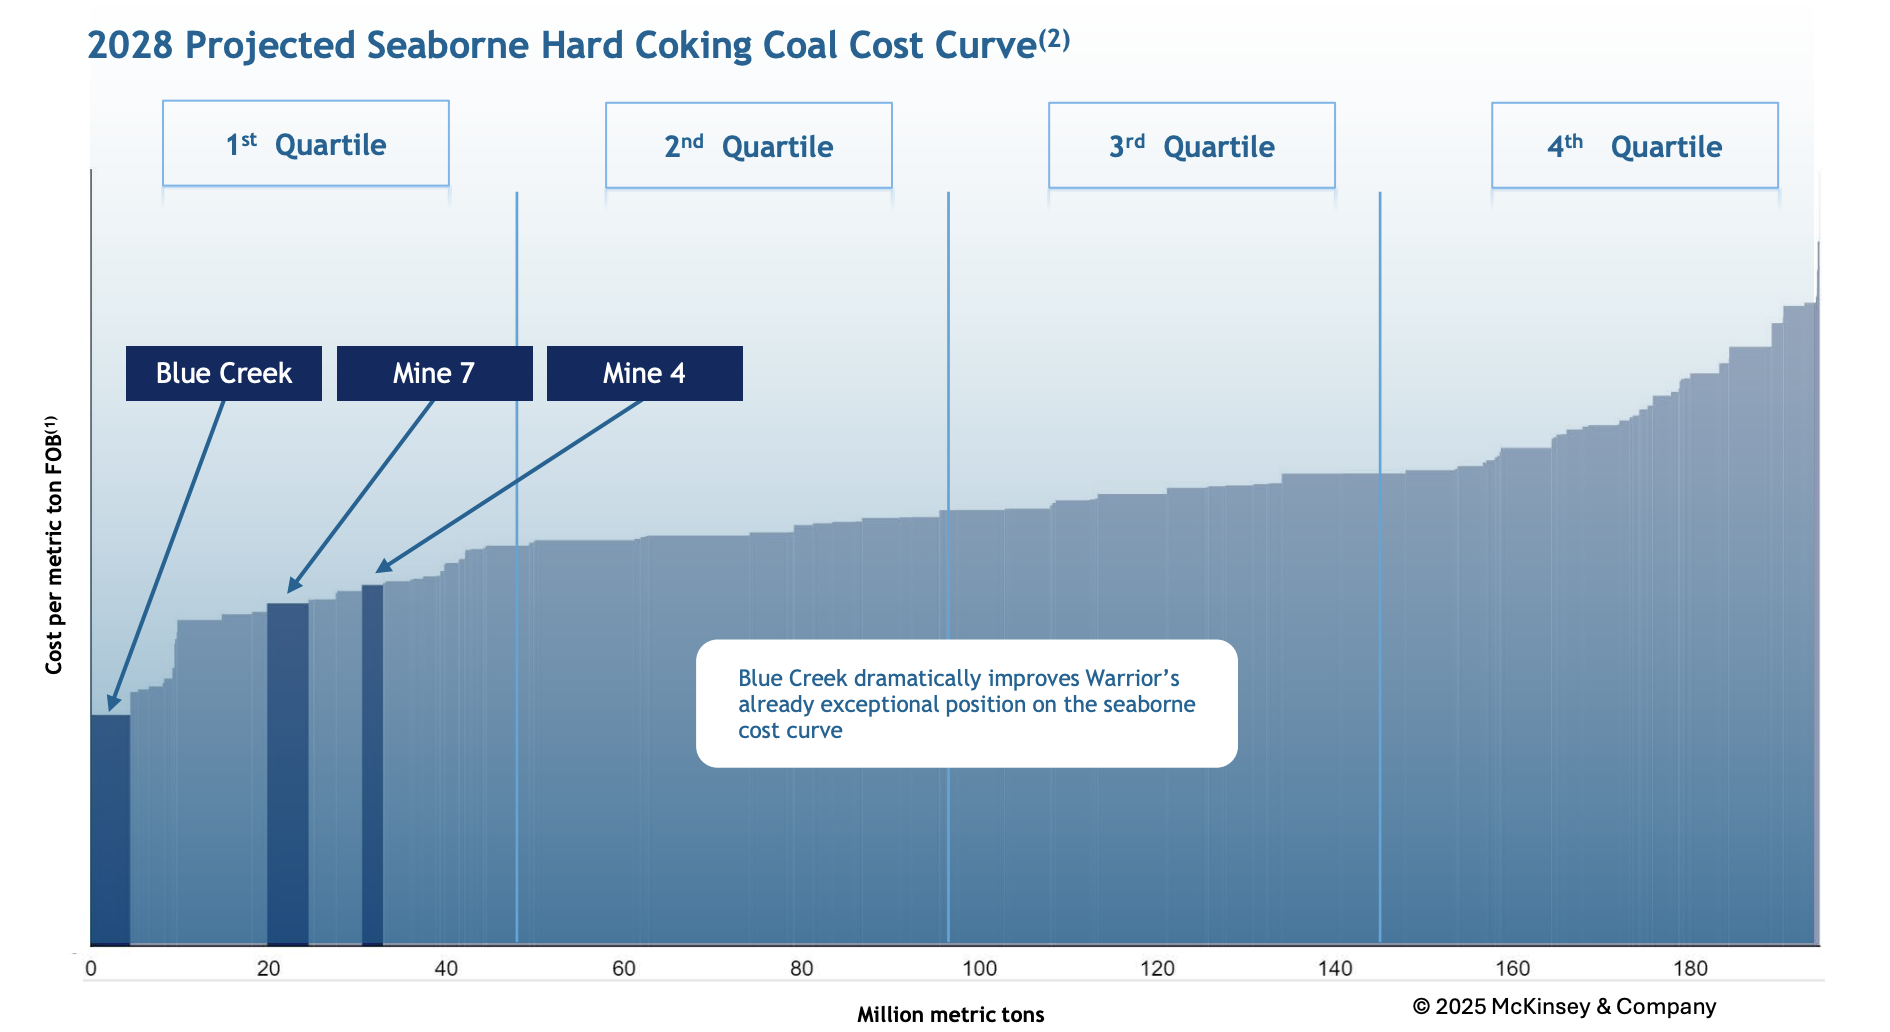 2028 Projected Seaborne Hard Coking Coal Cost Curve(2)
1st Quartile
2nd Quartile
3rd Quartile
4th Quartile
Blue Creek
Mine 7
Mine 4
Cost per metric ton FOB(1)
Blue Creek dramatically improves Warrior’s
already exceptional position on the seaborne
cost curve
0 20 40 60 80 100 120 140 160 180
Million metric tons
© 2025 McKinsey & Company